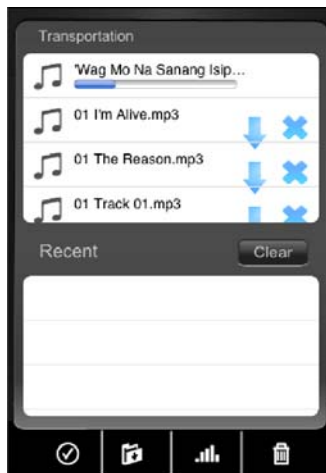 Transportation
'Wag Mo Na Sanang Isip...
01 I'm Alive.mp3
01 The Reason.mp3
01 Track 01.mp3
Recent
Clear